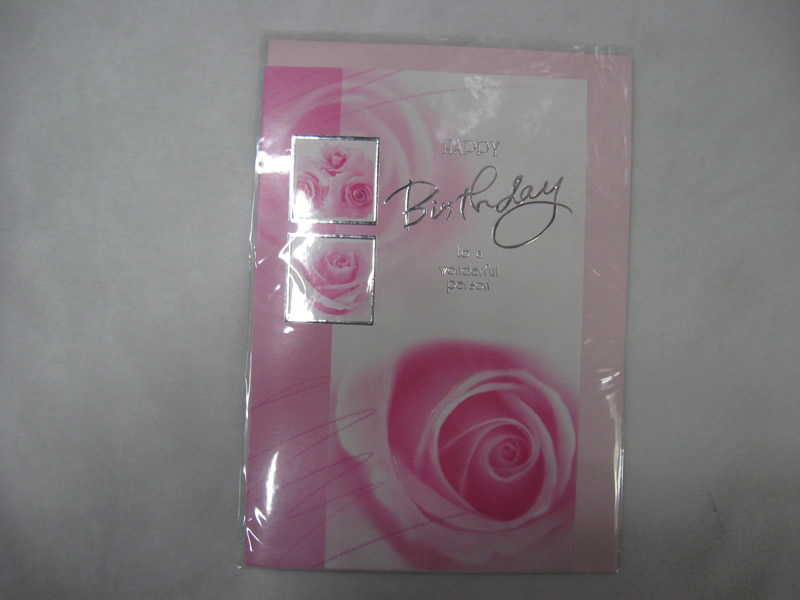 HAPPY
Birthday
to a
wonderful
person